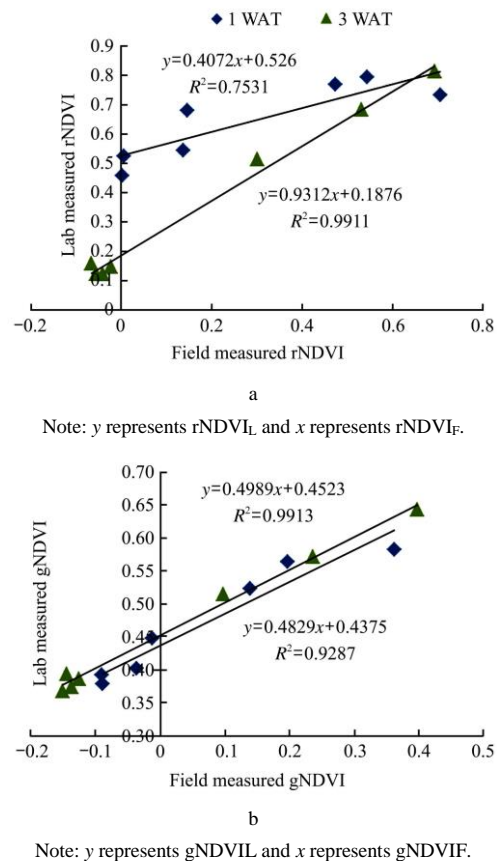 1 WAT 3 WAT
0.9
0.8
0.7
0.6
0.5
0.4
0.3
0.2
0.1
0
y=0.4072x+0.526
R²=0.7531
y=0.9312x+0.1876
R²=0.9911
Lab measured rNDVI
−0.2 0 0.2 0.4 0.6 0.8
Field measured rNDVI
a
Note: y represents rNDVIL and x represents rNDVIF.
0.70
0.65
0.60
0.55
0.50
0.40
0.35
0.30
y=0.4989x+0.4523
R²=0.9913
y=0.4829x+0.4375
R²=0.9287
Lab measured gNDVI
−0.2 −0.1 0 0.1 0.2 0.3 0.4 0.5
Field measured gNDVI
b
Note: y represents gNDVIL and x represents gNDVIF.